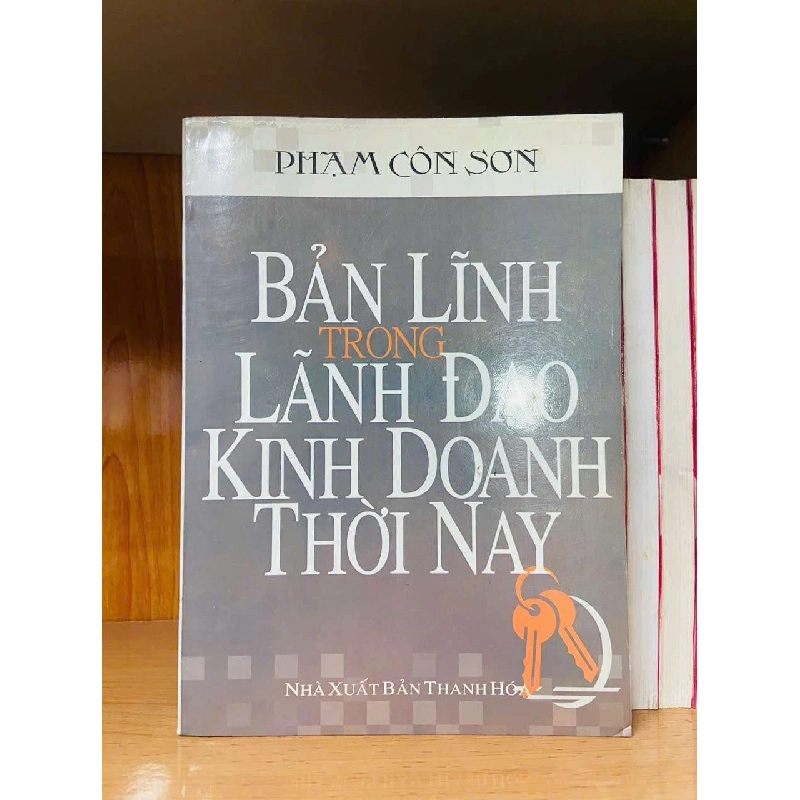 PHẠM CÔN SƠN
BẢN LĨNH
TRONG
LÃNH ĐẠO
KINH DOANH
THỜI NAY
NHÀ XUẤT BẢN THANH HÓA